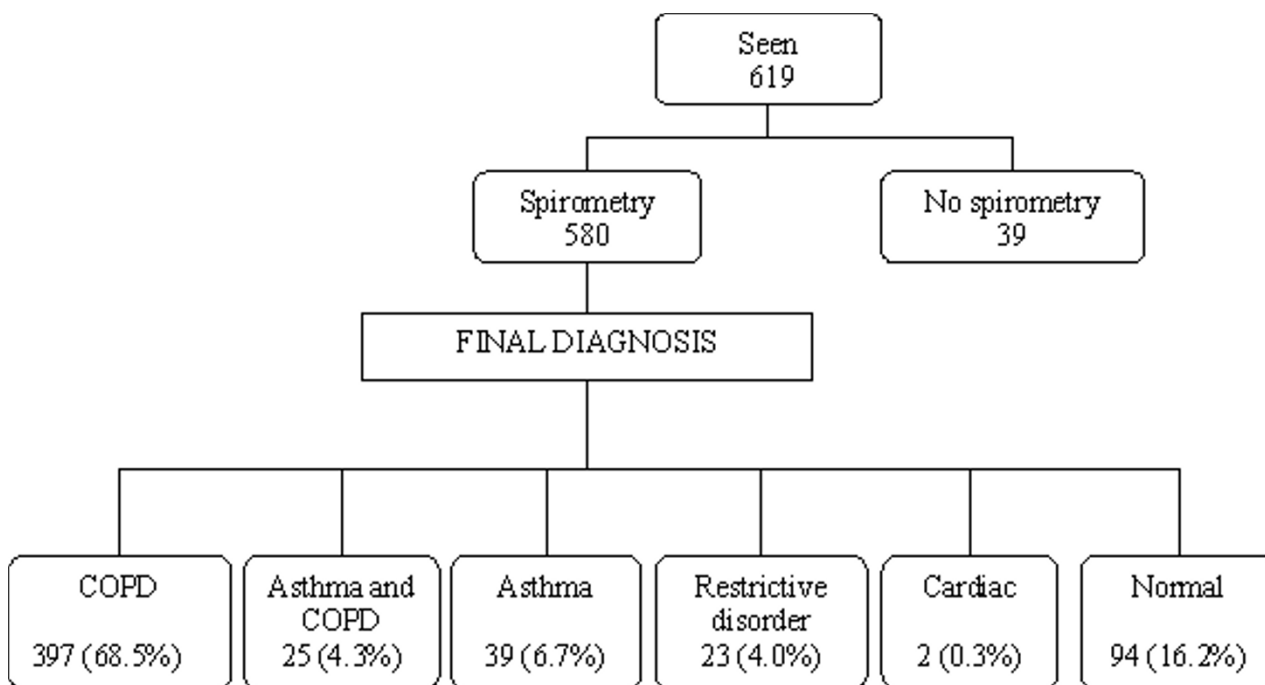 Seen
619
Spirometry
580
No spirometry
39
FINAL DIAGNOSIS
COPD
397 (68.5%)
Asthma and
COPD
25 (4.3%)
Asthma
39 (6.7%)
Restrictive
disorder
23 (4.0%)
Cardiac
2 (0.3%)
Normal
94 (16.2%)